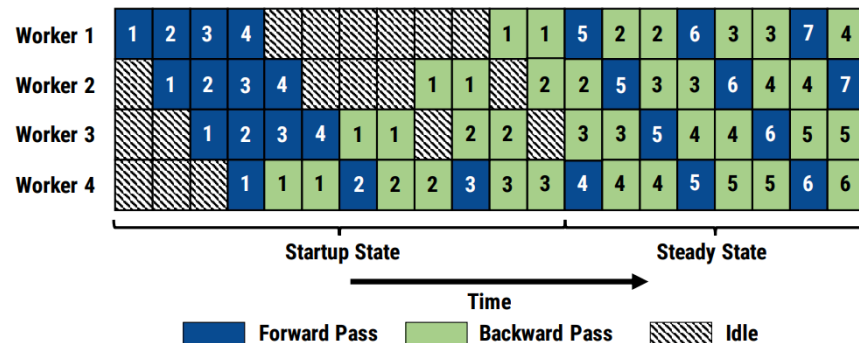 Worker 1 1 2 3 4 1 1 5 2 2 6 3 3 7 4
Worker 2 1 2 3 4 1 1 2 2 5 3 3 6 4 4 7
Worker 3 1 2 3 4 1 1 2 2 3 3 5 4 4 6 5 5
Worker 4 1 1 1 2 2 2 3 3 3 4 4 4 5 5 5 6 6
Startup State Steady State
Time
Forward Pass Backward Pass Idle